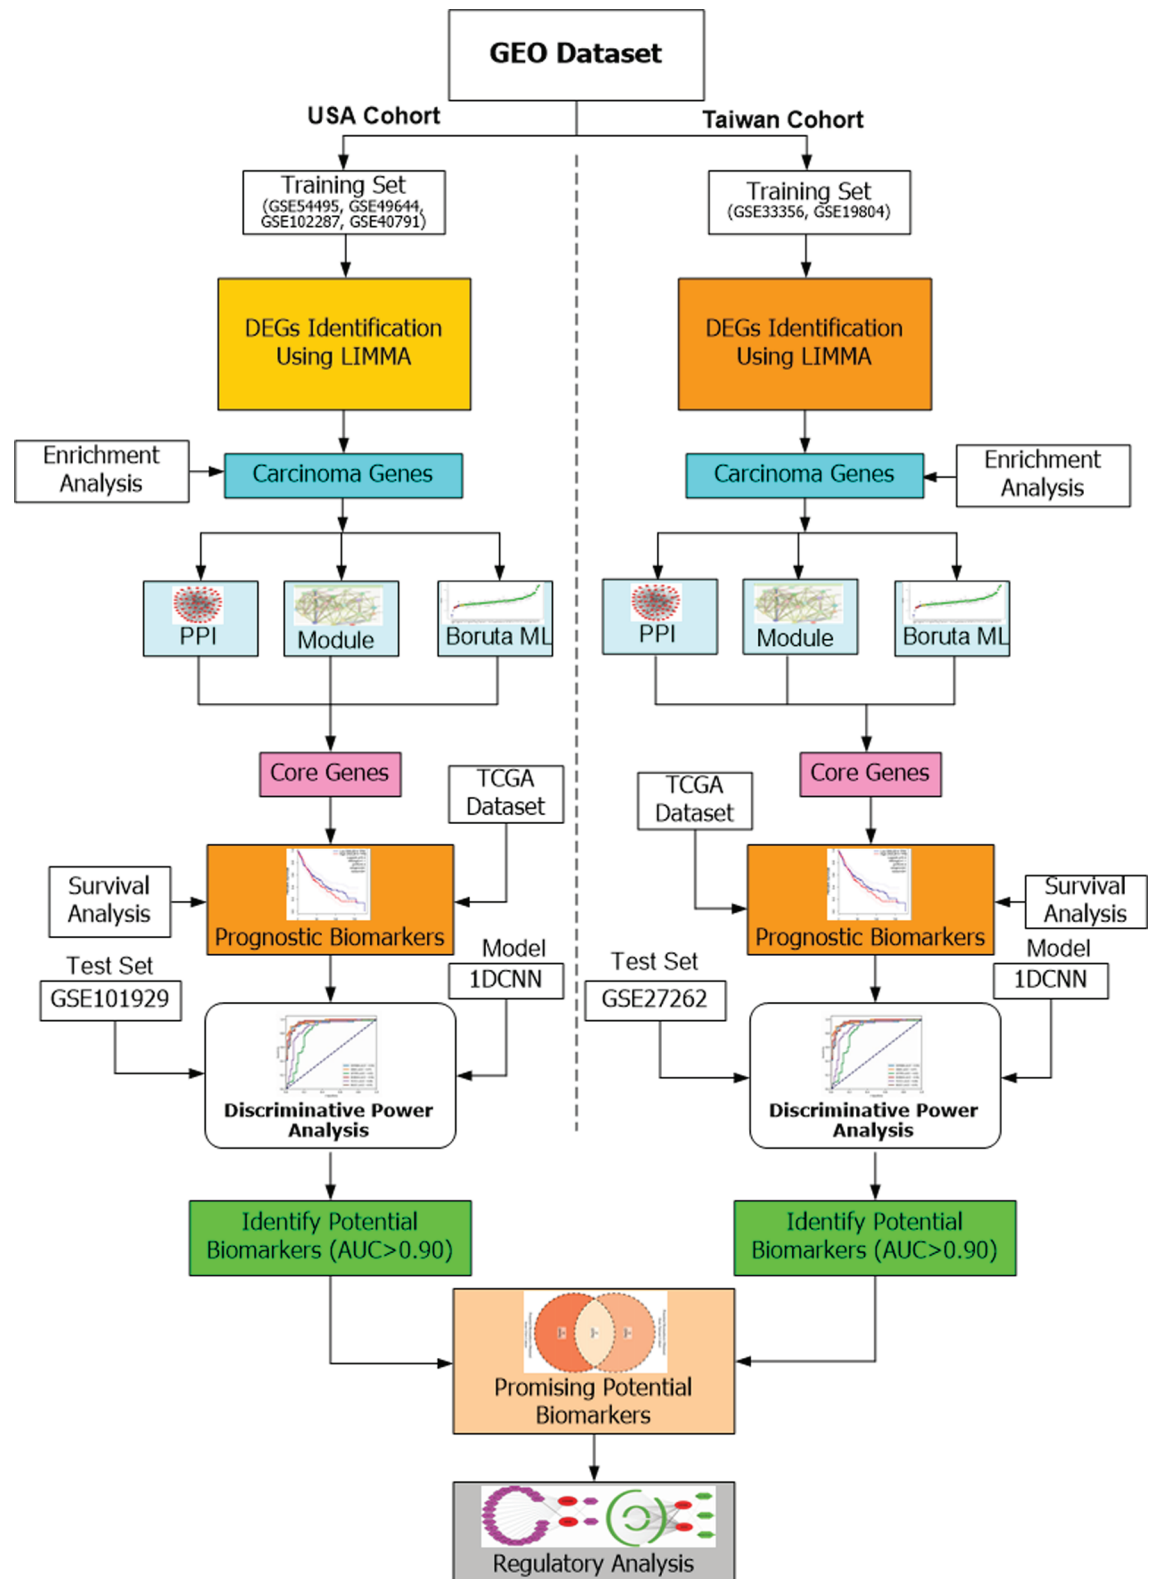 GEO Dataset
USA Cohort
Taiwan Cohort
Training Set
(GSE54495, GSE49644,
GSE102287, GSE40791)
Training Set
(GSE33356, GSE19804)
DEGs Identification
Using LIMMA
DEGs Identification
Using LIMMA
Enrichment
Analysis
Carcinoma Genes
Carcinoma Genes
Enrichment
Analysis
PPI
Module
Boruta ML
PPI
Module
Boruta ML
Core Genes
TCGA
Dataset
Core Genes
TCGA
Dataset
Survival
Analysis
Prognostic Biomarkers
Survival
Analysis
Prognostic Biomarkers
Test Set
GSE101929
Model
1DCNN
Test Set
GSE27262
Model
1DCNN
Discriminative Power
Analysis
Discriminative Power
Analysis
Identify Potential
Biomarkers (AUC>0.90)
Identify Potential
Biomarkers (AUC>0.90)
Promising Potential
Biomarkers
Regulatory Analysis